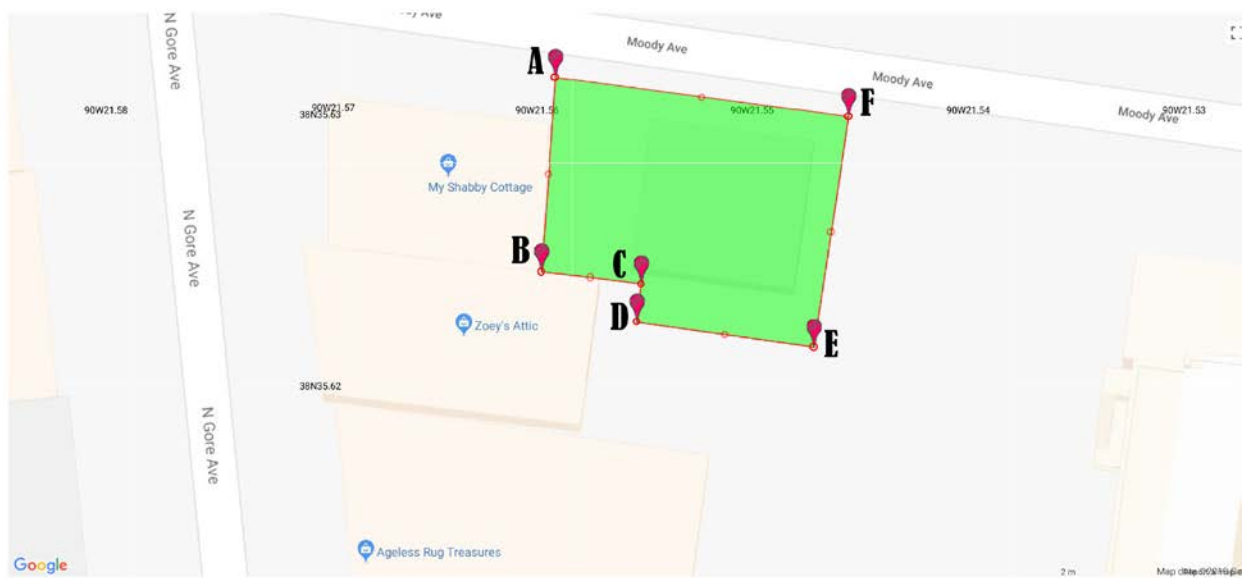 Moody Ave
Moody Ave
Moody Ave
N Gore Ave
A
F
90W21.58
90W21.57
90W21.56
90W21.55
90W21.54
90W21.53
38N35.63
My Shabby Cottage
N Gore Ave
B
C
D
Zoey's Attic
E
38N35.62
N Gore Ave
Ageless Rug Treasures
Google
2 m